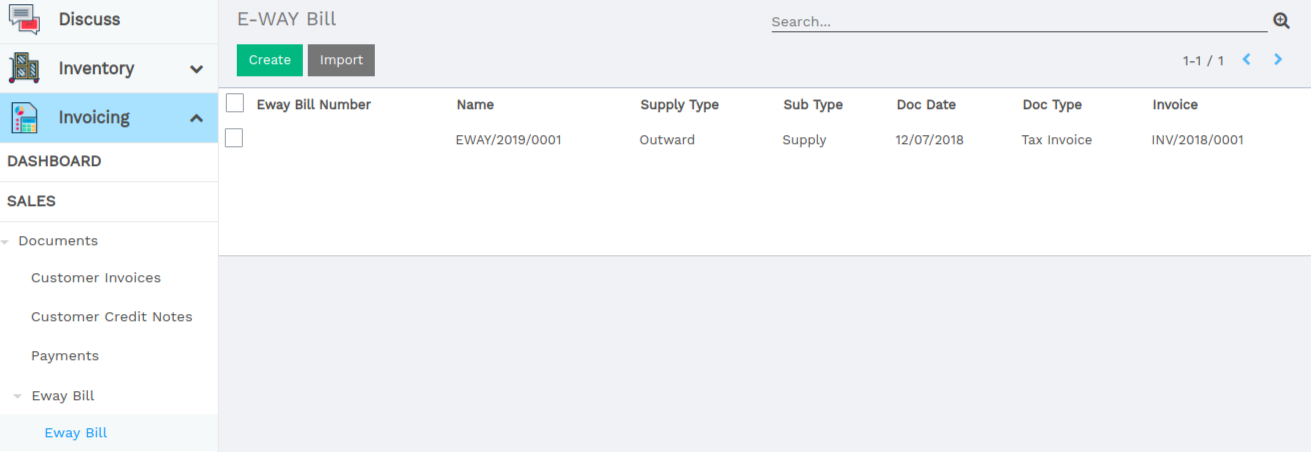 Discuss
Inventory
Invoicing
DASHBOARD
SALES
Documents
Customer Invoices
Customer Credit Notes
Payments
Eway Bill
Eway Bill
E-WAY Bill
Search...
Create Import
1-1 / 1
Eway Bill Number Name Supply Type Sub Type Doc Date Doc Type Invoice
EWAY/2019/0001 Outward Supply 12/07/2018 Tax Invoice INV/2018/0001